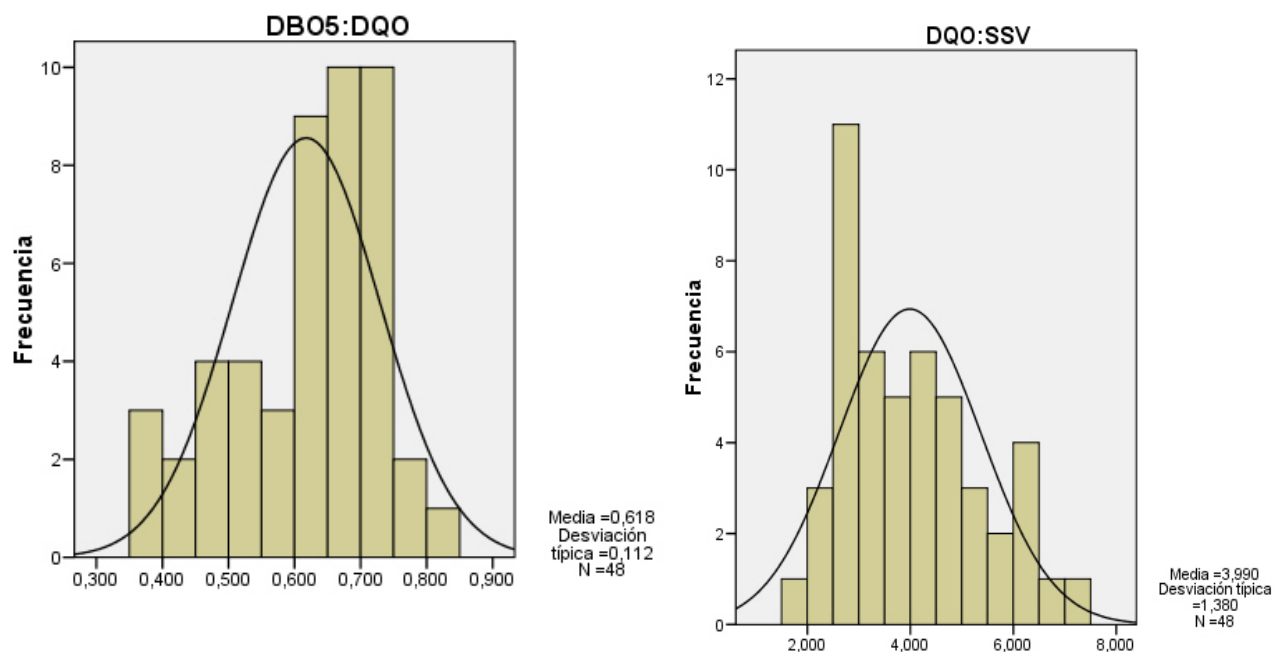 DBO5:DQO
Frecuencia
10
8
6
4
2
0
0,300 0,400 0,500 0,600 0,700 0,800 0,900
Media =0,618
Desviación
típica =0,112
N =48
DQO:SSV
Frecuencia
12
10
8
6
4
2
0
2,000 4,000 6,000 8,000
Media =3,990
Desviación típica
=1,380
N =48